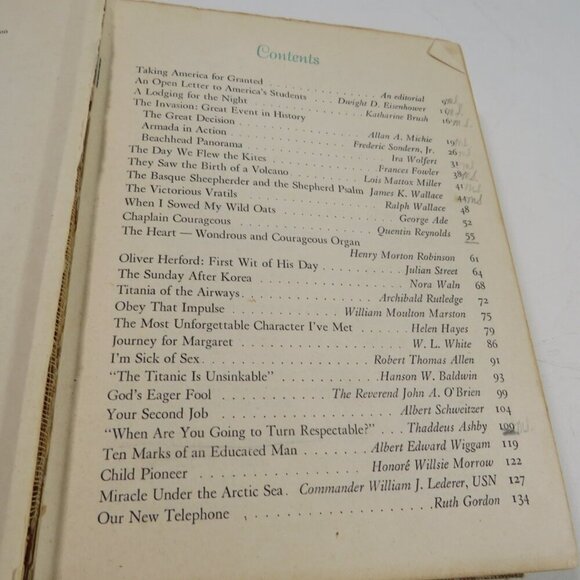 Contents
Taking America for Granted . . . . . An editorial
An Open Letter to America's Students . . . Dwight D. Eisenhower
A Lodging for the Night . . . . . Katharine Brush 16
The Invasion: Great Event in History
The Great Decision . . . . . Allan A. Michie 19
Armada in Action . . . . . Frederic Sondern, Jr. 26
Beachhead Panorama . . . . . Ira Wolfert 31
The Day We Flew the Kites . . . . . Frances Fowler 38
They Saw the Birth of a Volcano . . . . . Lois Mattox Miller 41
The Basque Sheepherder and the Shepherd Psalm James K. Wallace 44
The Victorious Vratils . . . . . Ralph Wallace 48
When I Sowed My Wild Oats . . . . . George Ade 52
Chaplain Courageous . . . . . Quentin Reynolds 55
The Heart — Wondrous and Courageous Organ
Henry Morton Robinson 61
Oliver Herford: First Wit of His Day . . . . . Julian Street 64
The Sunday After Korea . . . . . Nora Waln 68
Titania of the Airways . . . . . Archibald Rutledge 72
Obey That Impulse . . . . . William Moulton Marston 75
The Most Unforgettable Character I've Met . . . . . Helen Hayes 79
Journey for Margaret . . . . . W. L. White 86
I'm Sick of Sex . . . . . Robert Thomas Allen 91
"The Titanic Is Unsinkable" . . . . . Hanson W. Baldwin 93
God's Eager Fool . . . . . The Reverend John A. O'Brien 99
Your Second Job . . . . . Albert Schweitzer 104
"When Are You Going to Turn Respectable?" . . . Thaddeus Ashby 109
Ten Marks of an Educated Man . . . . . Albert Edward Wiggam 119
Child Pioneer . . . . . Honoré Willsie Morrow 122
Miracle Under the Arctic Sea . Commander William J. Lederer, USN 127
Our New Telephone . . . . . Ruth Gordon 134